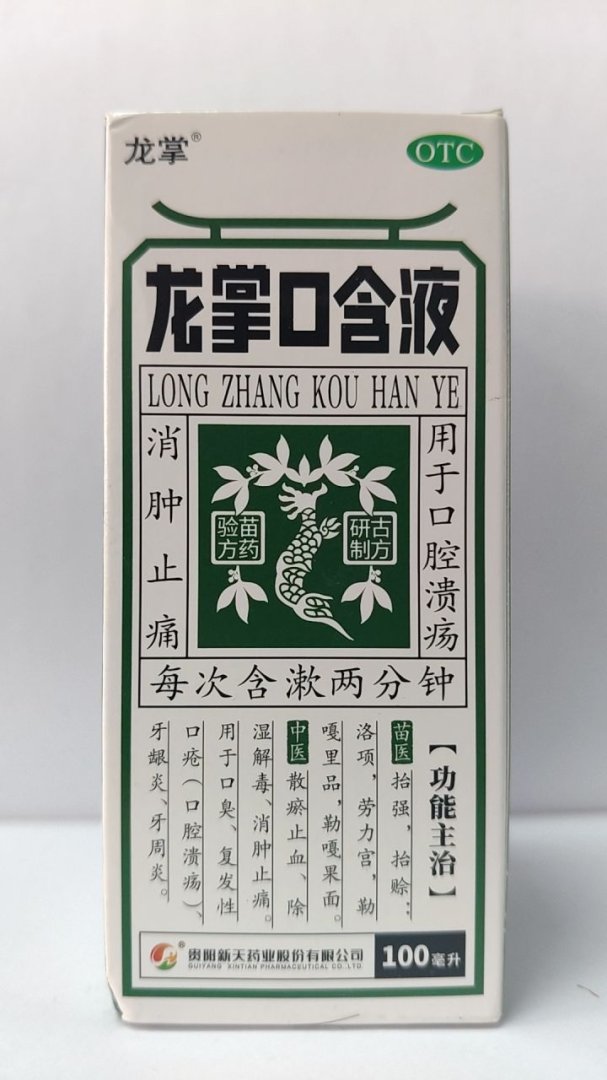 龙掌®
OTC
龙掌口含液
LONG ZHANG KOU HAN YE
消肿止痛
苗药
验方
古方
研制
用于口腔溃疡
每次含漱两分钟
【功能主治】
苗医 抬强，抬赊：
洛项，劳力宫，勒
嘎里品，勒嘎果面。
中医 散瘀止血、除
湿解毒、消肿止痛。
用于口臭、复发性
口疮（口腔溃疡）、
牙龈炎、牙周炎。
贵阳新天药业股份有限公司
GUIYANG XINTIAN PHARMACEUTICAL CO .LTD.
100毫升